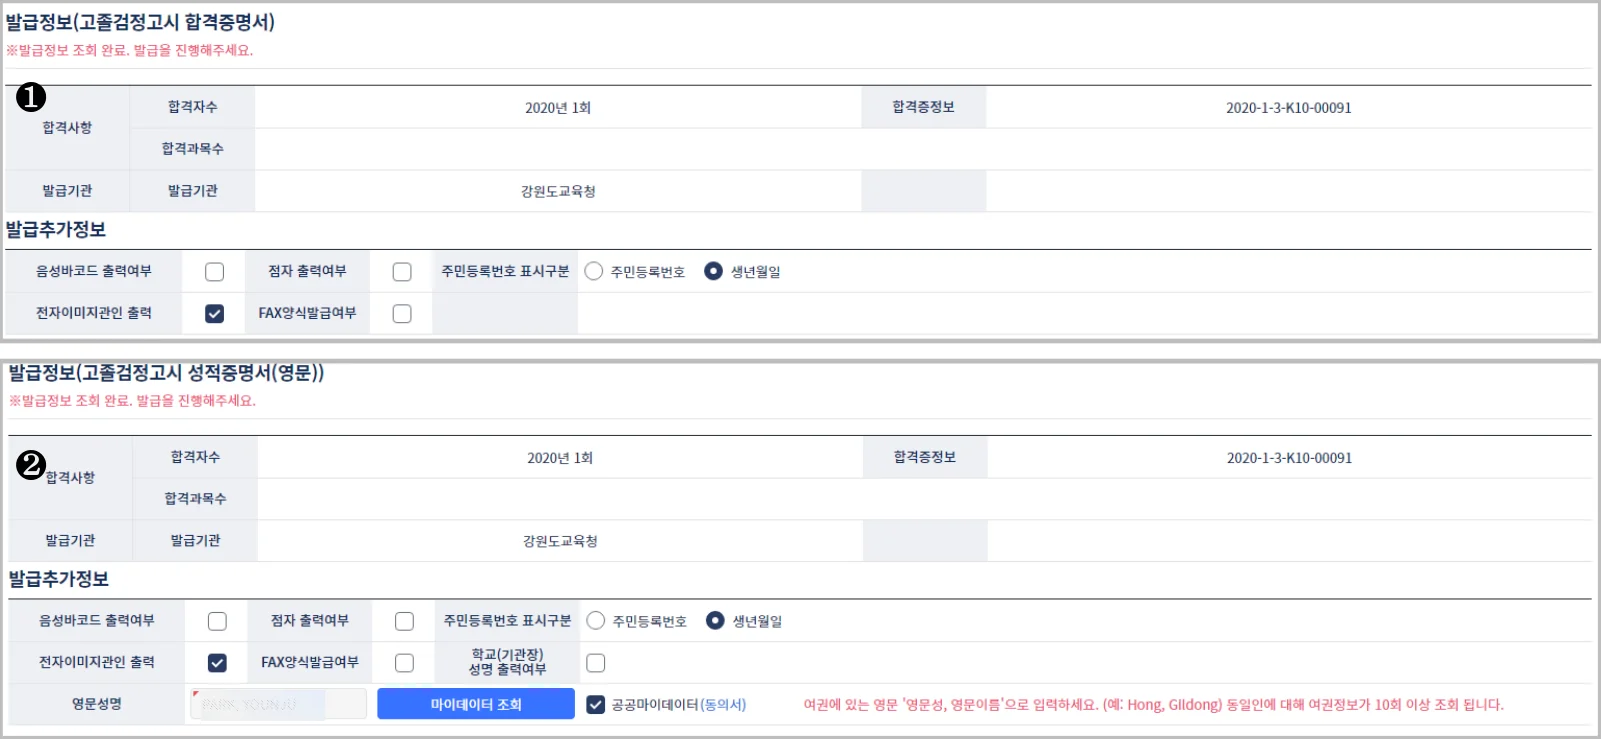 발급정보(고졸검정고시 합격증명서)
※발급정보 조회 완료. 발급을 진행해주세요.
❶
합격사항 합격자수 2020년 1회 합격증정보 2020-1-3-K10-00091
합격과목수
발급기관 발급기관 강원도교육청
발급추가정보
음성바코드 출력여부 점자 출력여부 주민등록번호 표시구분 주민등록번호 생년월일
전자이미지관인 출력 FAX양식발급여부
발급정보(고졸검정고시 성적증명서(영문))
※발급정보 조회 완료. 발급을 진행해주세요.
❷
합격사항 합격자수 2020년 1회 합격증정보 2020-1-3-K10-00091
합격과목수
발급기관 발급기관 강원도교육청
발급추가정보
음성바코드 출력여부 점자 출력여부 주민등록번호 표시구분 주민등록번호 생년월일
전자이미지관인 출력 FAX양식발급여부 학교(기관장)
성명 출력여부
영문성명 PARK, YOUNJU 마이데이터 조회 공공마이데이터(동의서) 여권에 있는 영문 '영문성, 영문이름'으로 입력하세요. (예: Hong, GIldong) 동일인에 대해 여권정보가 10회 이상 조회 됩니다.